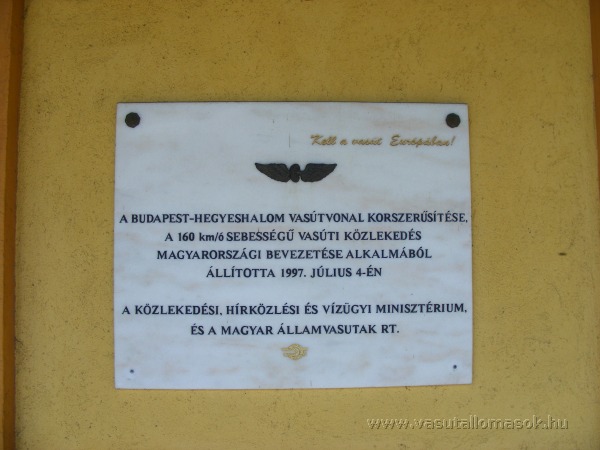 Kell a vasút Európában!
A BUDAPEST-HEGYESHALOM VASÚTVONAL KORSZERŰSÍTÉSE,
A 160 km/ó SEBESSÉGŰ VASÚTI KÖZLEKEDÉS
MAGYARORSZÁGI BEVEZETÉSE ALKALMÁBÓL
ÁLLÍTOTTA 1997. JÚLIUS 4-ÉN
A KÖZLEKEDÉSI, HÍRKÖZLÉSI ÉS VÍZÜGYI MINISZTÉRIUM,
ÉS A MAGYAR ÁLLAMVASUTAK RT.
www.vasutallomasok.hu